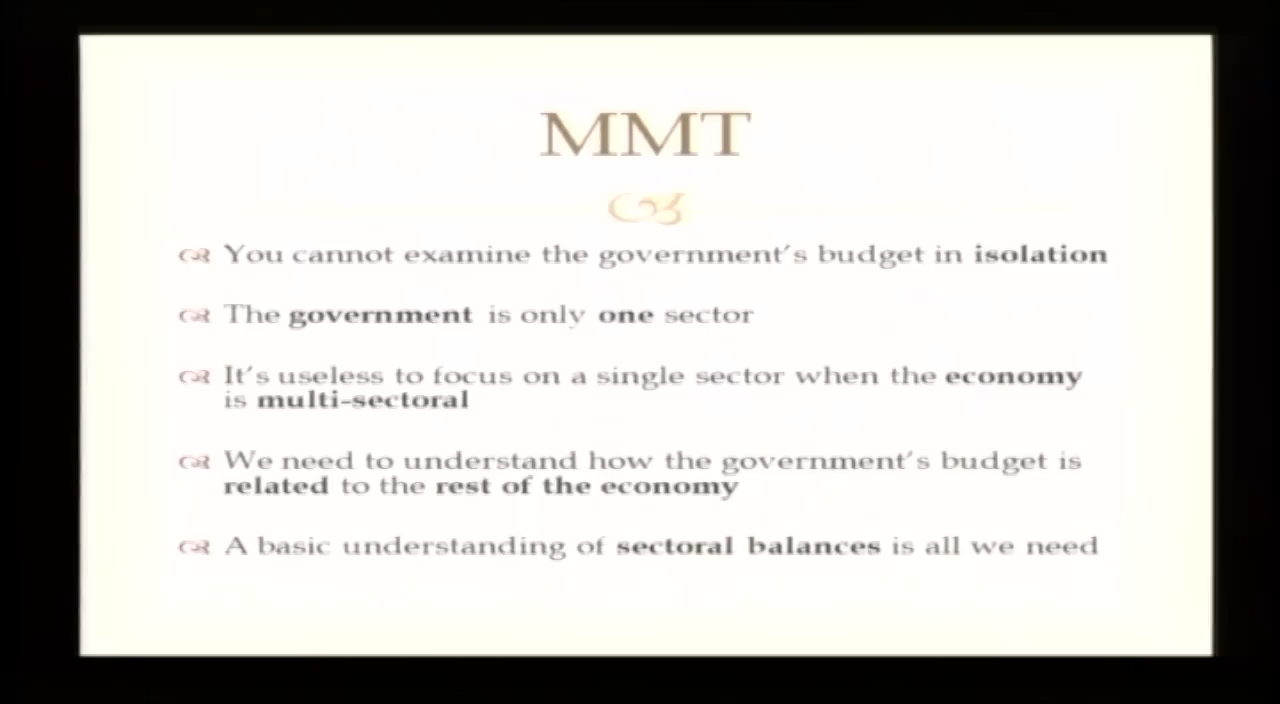 MMT
You cannot examine the government's budget in isolation
The government is only one sector
It's useless to focus on a single sector when the economy
is multi-sectoral
We need to understand how the government's budget is
related to the rest of the economy
A basic understanding of sectoral balances is all we need